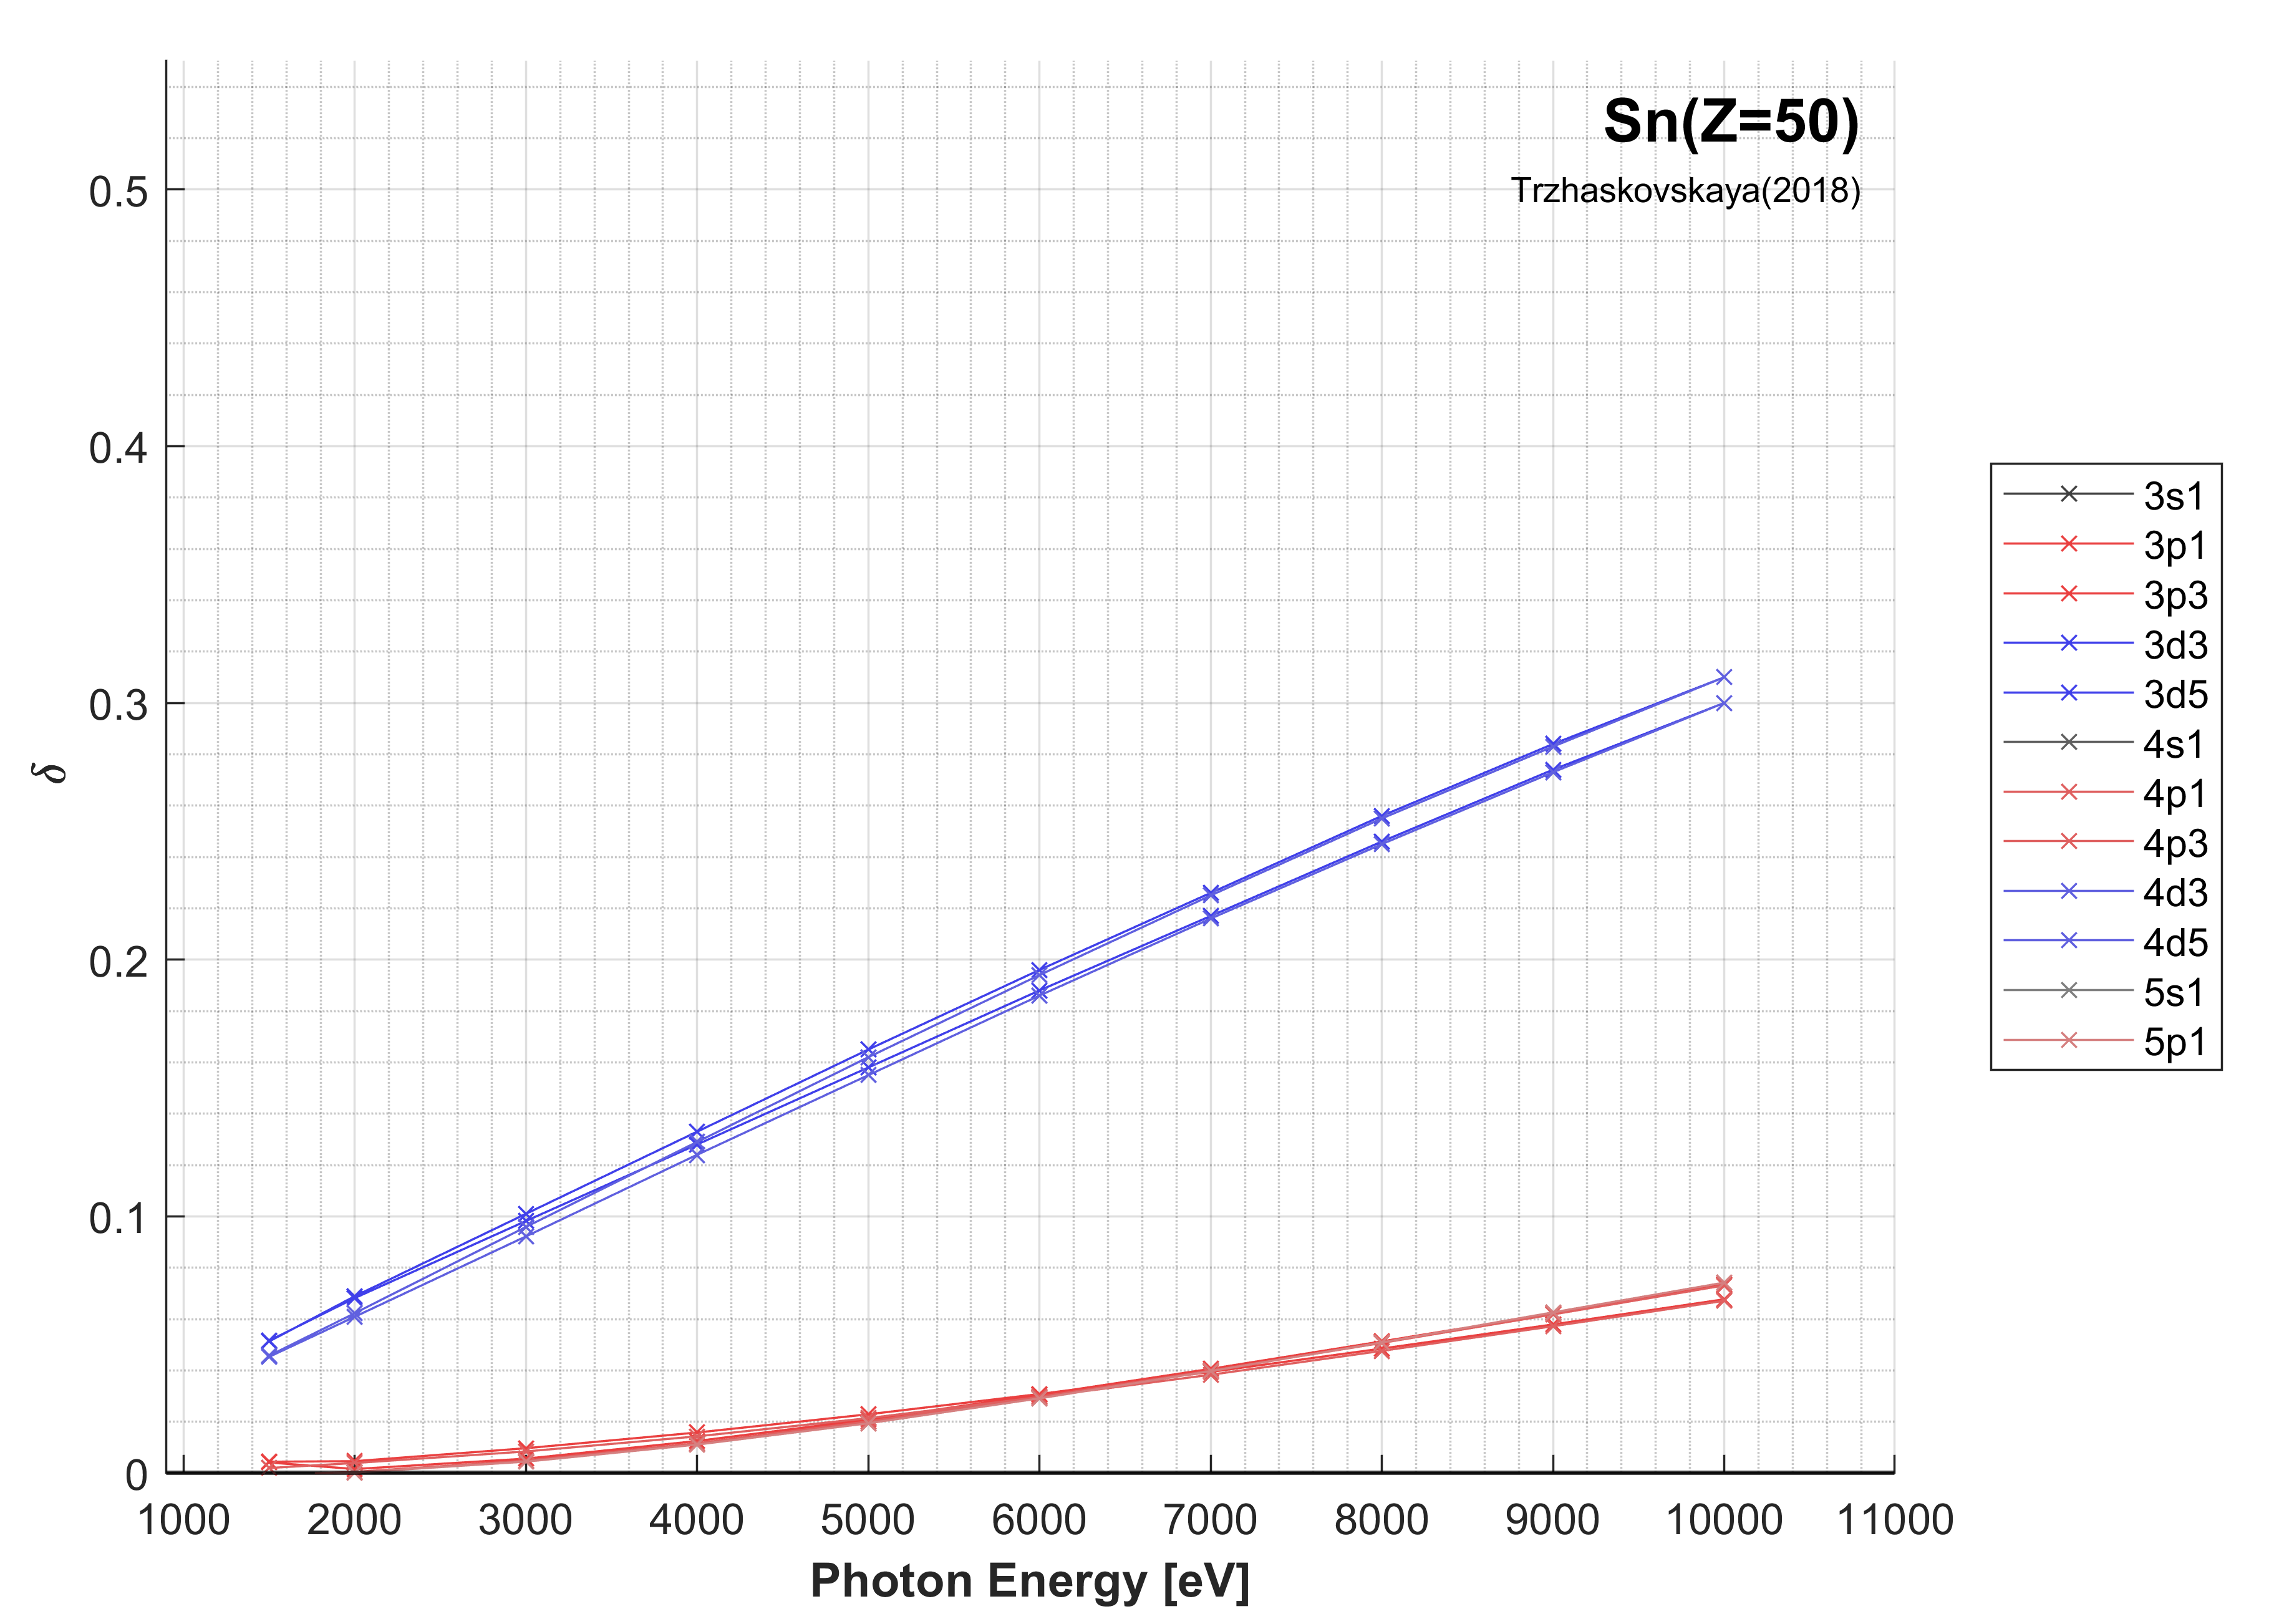 Sn(Z=50)
Trzhaskovskaya(2018)
0.5
0.4
0.3
0.2
0.1
0
δ
1000 2000 3000 4000 5000 6000 7000 8000 9000 10000 11000
Photon Energy [eV]
3s1
3p1
3p3
3d3
3d5
4s1
4p1
4p3
4d3
4d5
5s1
5p1